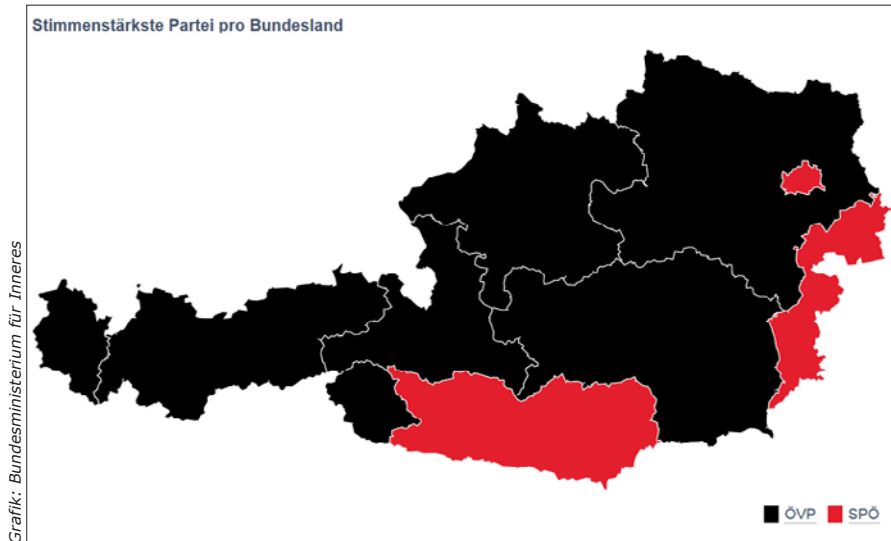 Stimmenstärkste Partei pro Bundesland
Grafik: Bundesministerium für Inneres
ÖVP SPÖ